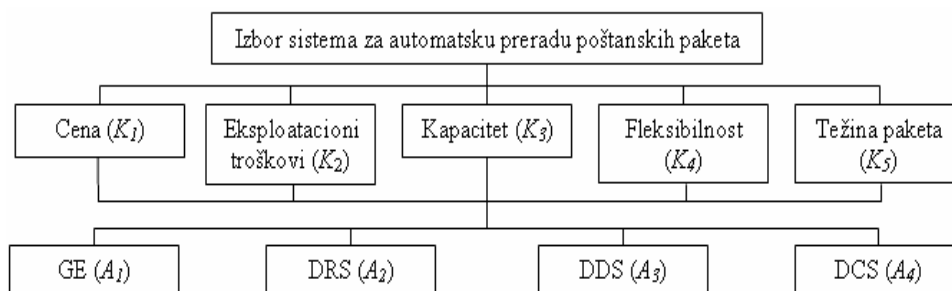 Izbor sistema za automatsku preradu poštanskih paketa
Cena (K1)
Eksploatacioni
troškovi (K2)
Kapacitet (K3)
Fleksibilnost
(K4)
Težina paketa
(K5)
GE (A1)
DRS (A2)
DDS (A3)
DCS (A4)